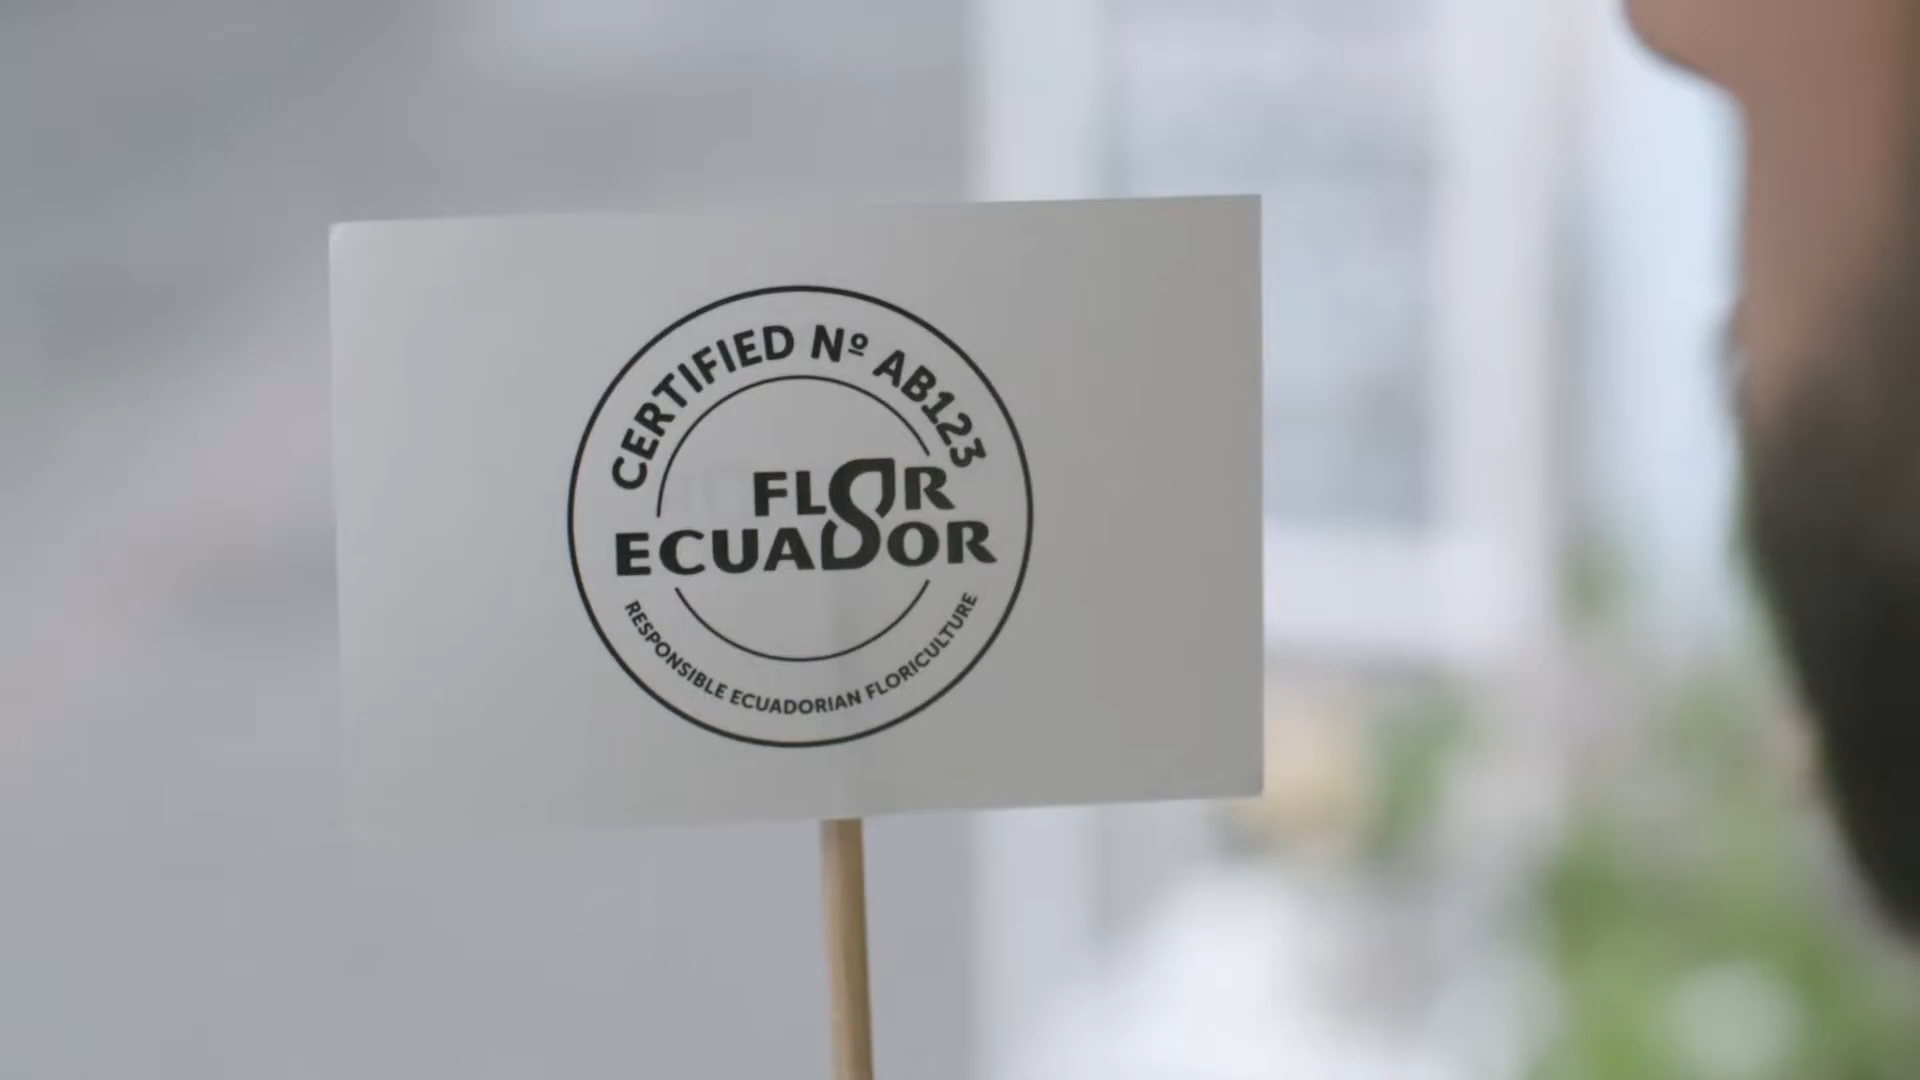 CERTIFIED Nº AB123
FLOR
ECUADOR
RESPONSIBLE ECUADORIAN FLORICULTURE